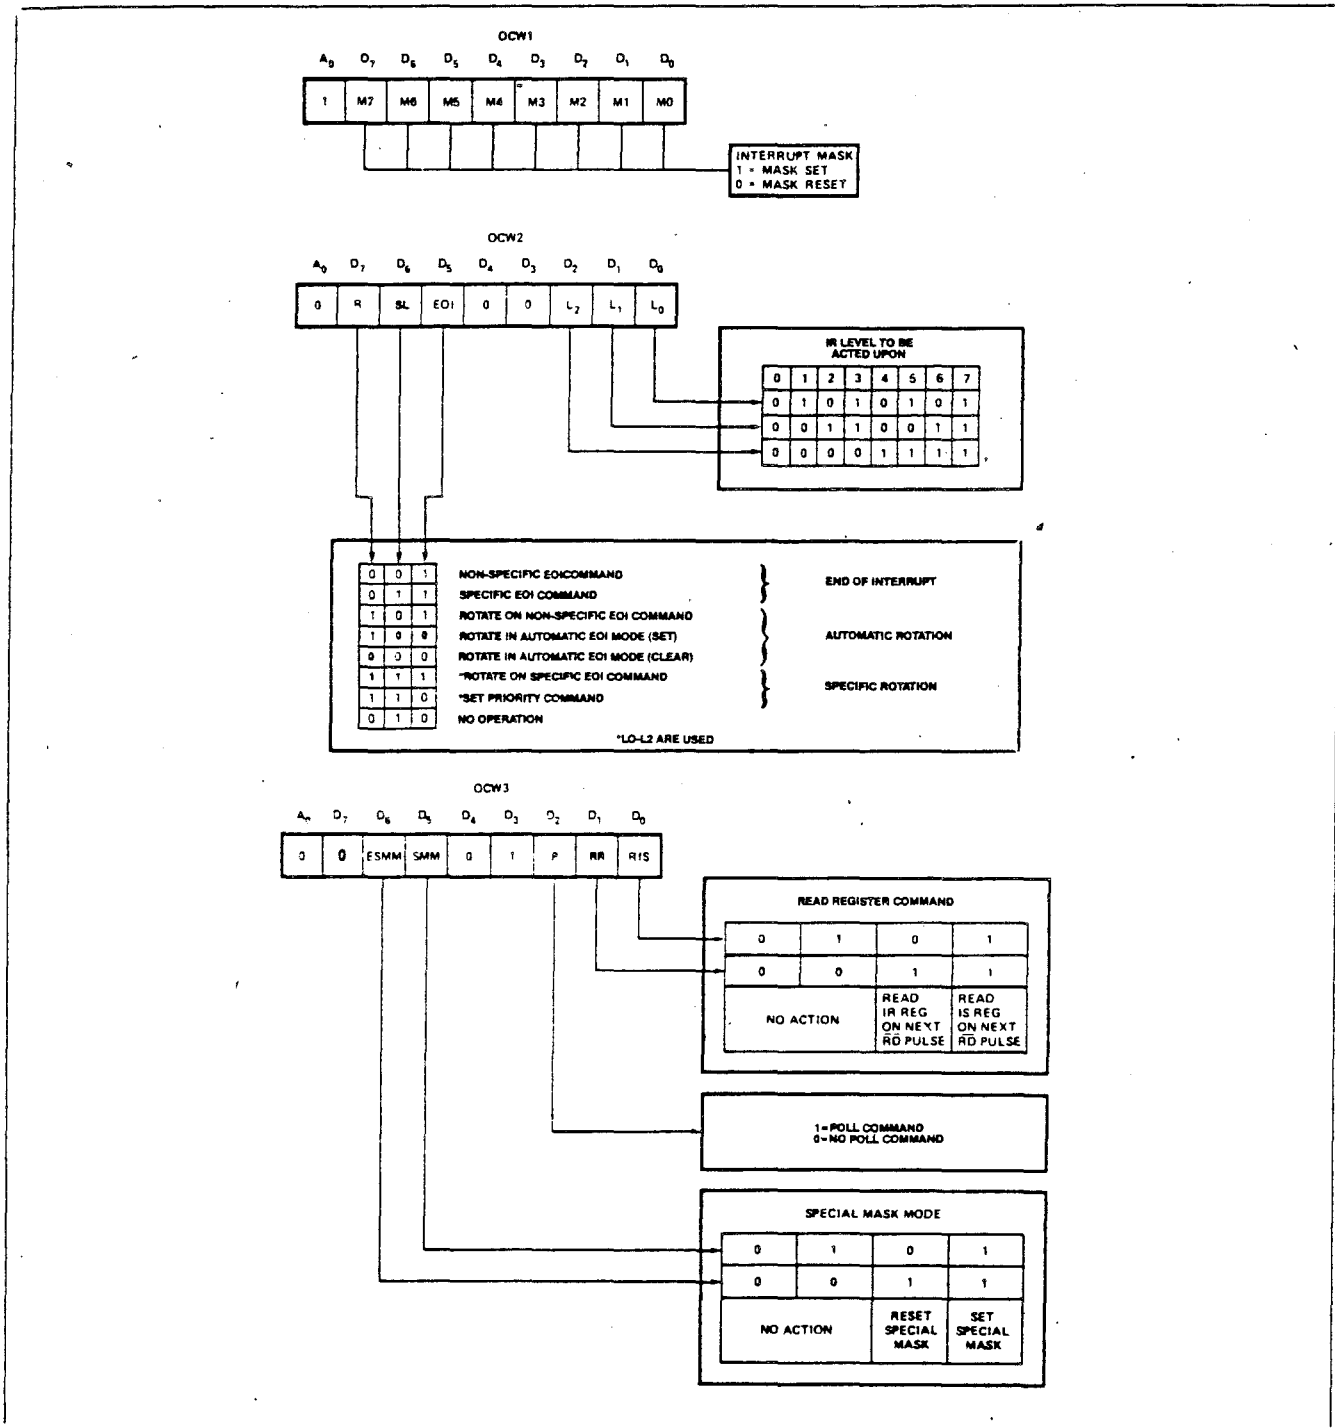 OCW1
A0 D7 D6 D5 D4 D3 D2 D1 D0
1 M7 M6 M5 M4 M3 M2 M1 M0
INTERRUPT MASK
1 = MASK SET
0 = MASK RESET
OCW2
A0 D7 D6 D5 D4 D3 D2 D1 D0
0 R SL EOI 0 0 L2 L1 L0
IR LEVEL TO BE
ACTED UPON
0 1 2 3 4 5 6 7
0 1 0 1 0 1 0 1
0 0 1 1 0 0 1 1
0 0 0 0 1 1 1 1
0 0 1 NON-SPECIFIC EOICOMMAND
0 1 1 SPECIFIC EOI COMMAND
END OF INTERRUPT
1 0 1 ROTATE ON NON-SPECIFIC EOI COMMAND
1 0 0 ROTATE IN AUTOMATIC EOI MODE (SET)
0 0 0 ROTATE IN AUTOMATIC EOI MODE (CLEAR)
AUTOMATIC ROTATION
1 1 1 *ROTATE ON SPECIFIC EOI COMMAND
1 1 0 *SET PRIORITY COMMAND
SPECIFIC ROTATION
0 1 0 NO OPERATION
*LO-L2 ARE USED
OCW3
A0 D7 D6 D5 D4 D3 D2 D1 D0
0 0 ESMM SMM 0 1 P RR RIS
READ REGISTER COMMAND
0 1 0 1
0 0 1 1
NO ACTION
READ
IR REG
ON NEXT
RD PULSE
READ
IS REG
ON NEXT
RD PULSE
1=POLL COMMAND
0=NO POLL COMMAND
SPECIAL MASK MODE
0 1 0 1
0 0 1 1
NO ACTION
RESET
SPECIAL
MASK
SET
SPECIAL
MASK